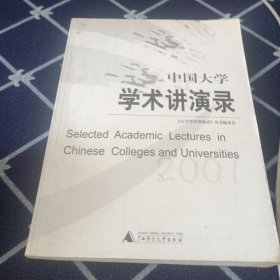 中国大学
学术讲演录
《大学学术讲演录》丛书编委会
Selected Academic Lectures in
Chinese Colleges and Universities
2001
广西师范大学出版社